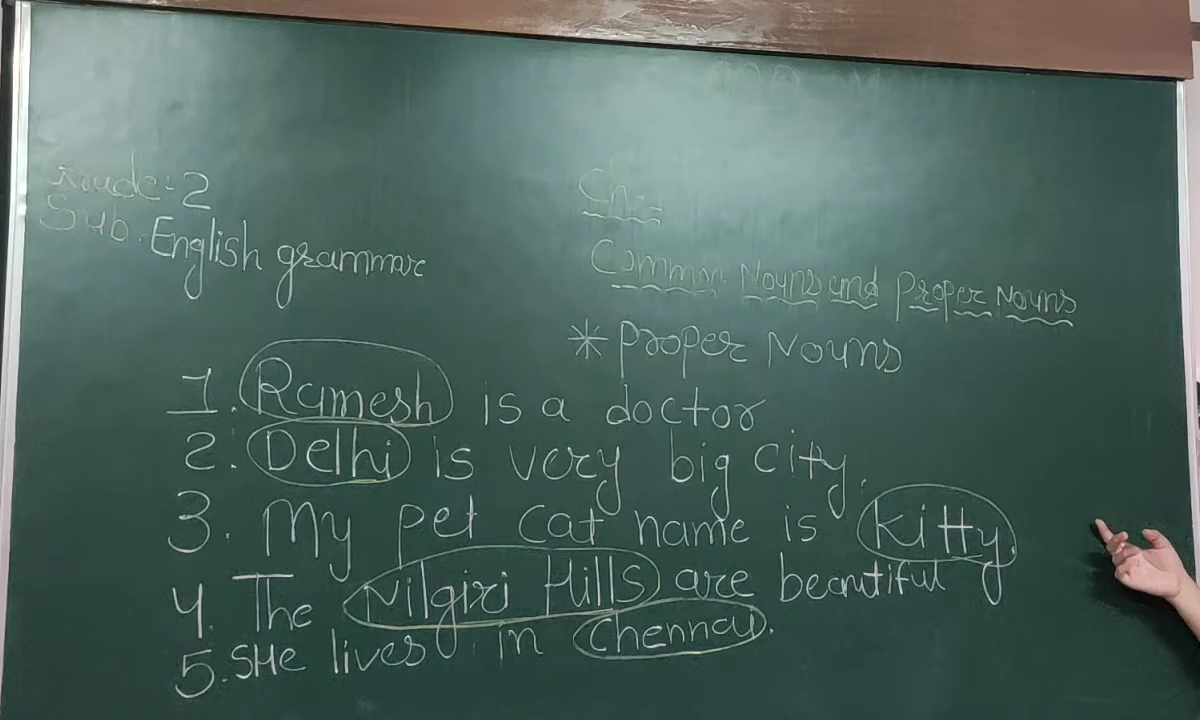 Grade:2
Sub. English grammar
Ch:-
Common Nouns and Proper Nouns
* Proper Nouns
1. Ramesh is a doctor
2. Delhi is very big city.
3. My pet cat name is Kitty.
4. The Nilgiri Hills are beautiful
5. SHe lives in Chennai.